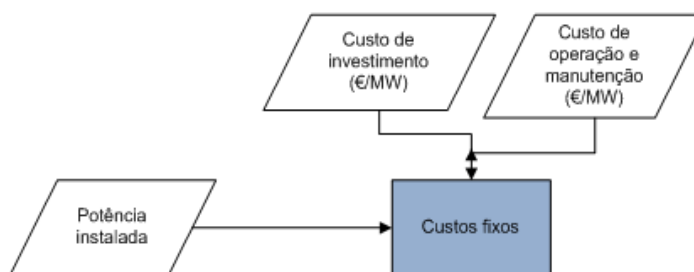 Custo de
investimento
(€/MW)
Custo de
operação e
manutenção
(€/MW)
Potência
instalada
Custos fixos